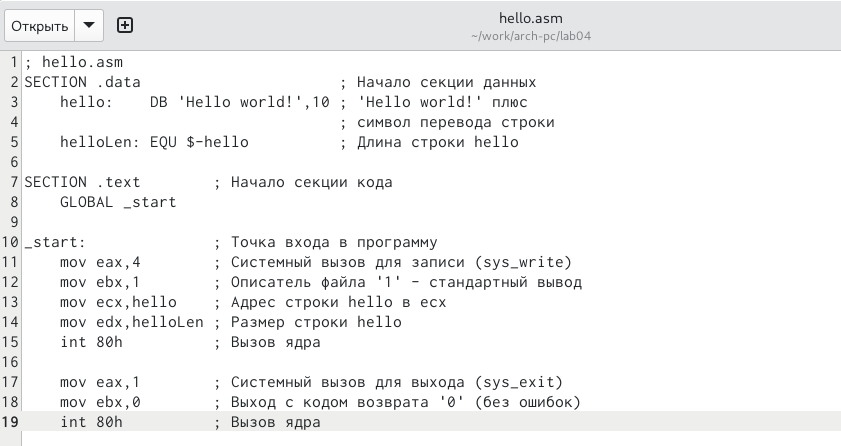 Открыть
hello.asm
~/work/arch-pc/lab04
1 ; hello.asm
2 SECTION .data                      ; Начало секции данных
3     hello:    DB 'Hello world!',10 ; 'Hello world!' плюс
4                                    ; символ перевода строки
5     helloLen: EQU $-hello          ; Длина строки hello
6
7 SECTION .text        ; Начало секции кода
8     GLOBAL _start
9
10 _start:              ; Точка входа в программу
11     mov eax,4        ; Системный вызов для записи (sys_write)
12     mov ebx,1        ; Описатель файла '1' - стандартный вывод
13     mov ecx,hello    ; Адрес строки hello в ecx
14     mov edx,helloLen ; Размер строки hello
15     int 80h          ; Вызов ядра
16
17     mov eax,1        ; Системный вызов для выхода (sys_exit)
18     mov ebx,0        ; Выход с кодом возврата '0' (без ошибок)
19     int 80h          ; Вызов ядра